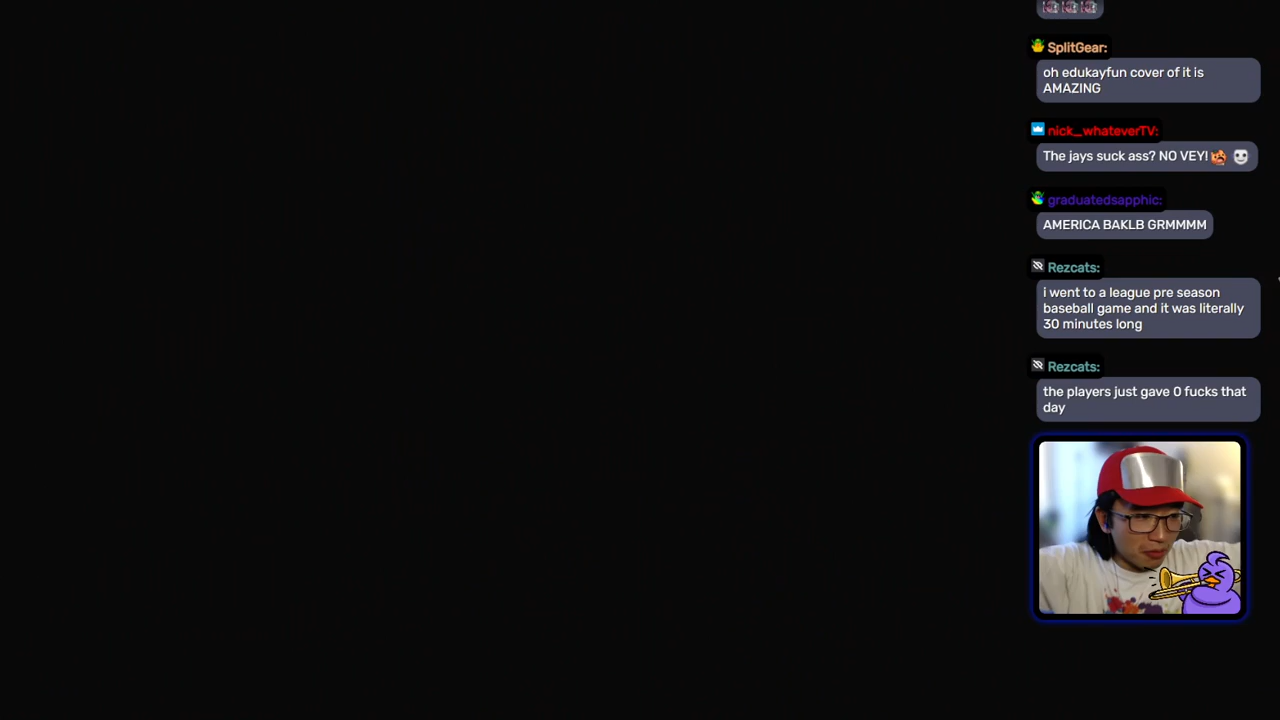 SplitGear:
oh edukayfun cover of it is
AMAZING
nick_whateverTV:
The jays suck ass? NO VEY!
graduatedsapphic:
AMERICA BAKLB GRMMMM
Rezcats:
i went to a league pre season
baseball game and it was literally
30 minutes long
Rezcats:
the players just gave 0 fucks that
day